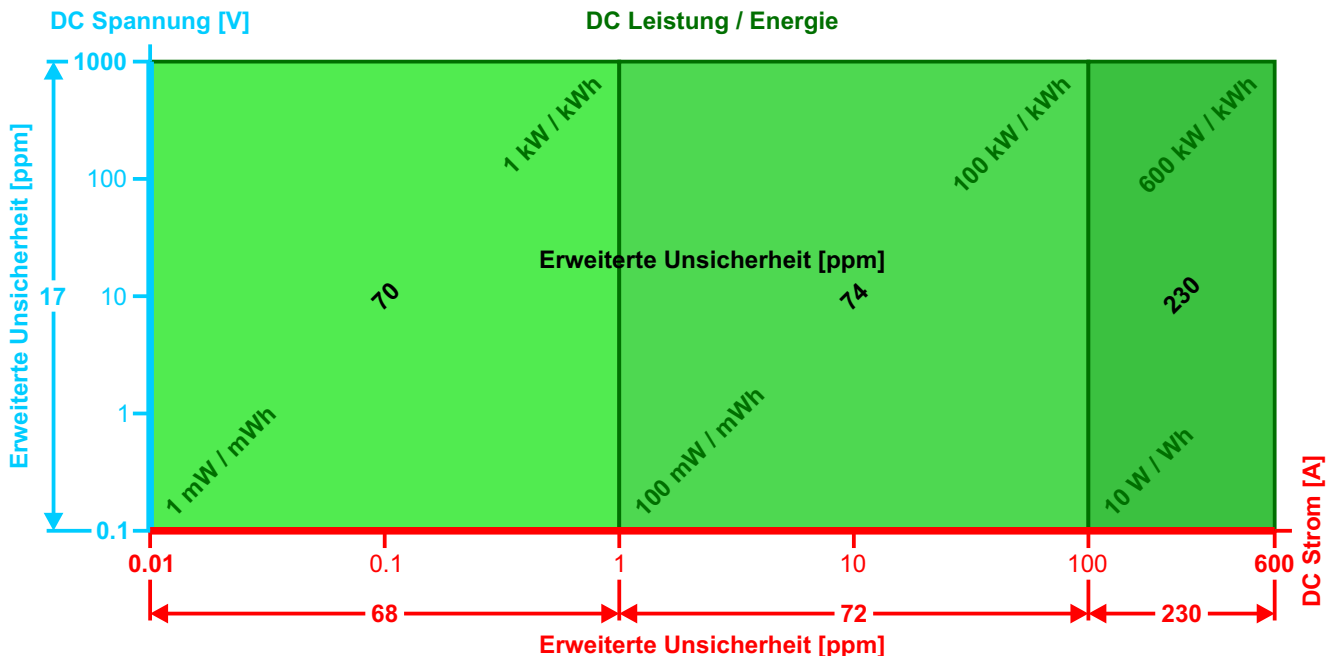 DC Spannung [V]
DC Leistung / Energie
1000
100
10
1
0.1
Erweiterte Unsicherheit [ppm]
17
1 kW / kWh
100 kW / kWh
600 kW / kWh
Erweiterte Unsicherheit [ppm]
70
74
230
1 mW / mWh
100 mW / mWh
10 W / Wh
DC Strom [A]
0.01
0.1
1
10
100
600
68
72
230
Erweiterte Unsicherheit [ppm]